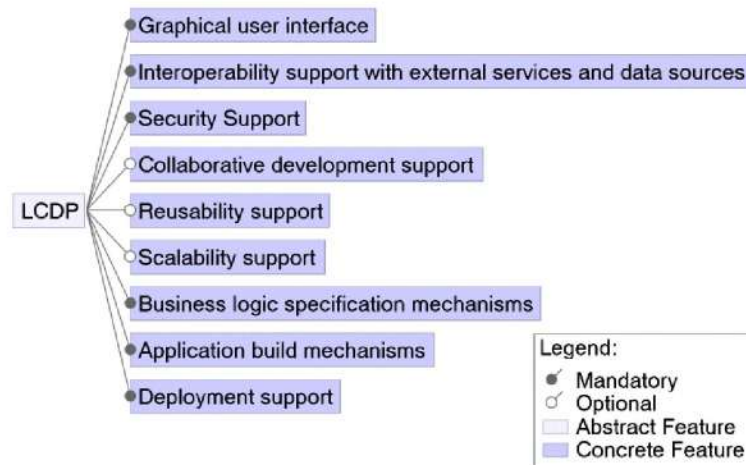 Graphical user interface
Interoperability support with external services and data sources
Security Support
Collaborative development support
LCDP
Reusability support
Scalability support
Business logic specification mechanisms
Application build mechanisms
Deployment support
Legend:
Mandatory
Optional
Abstract Feature
Concrete Feature